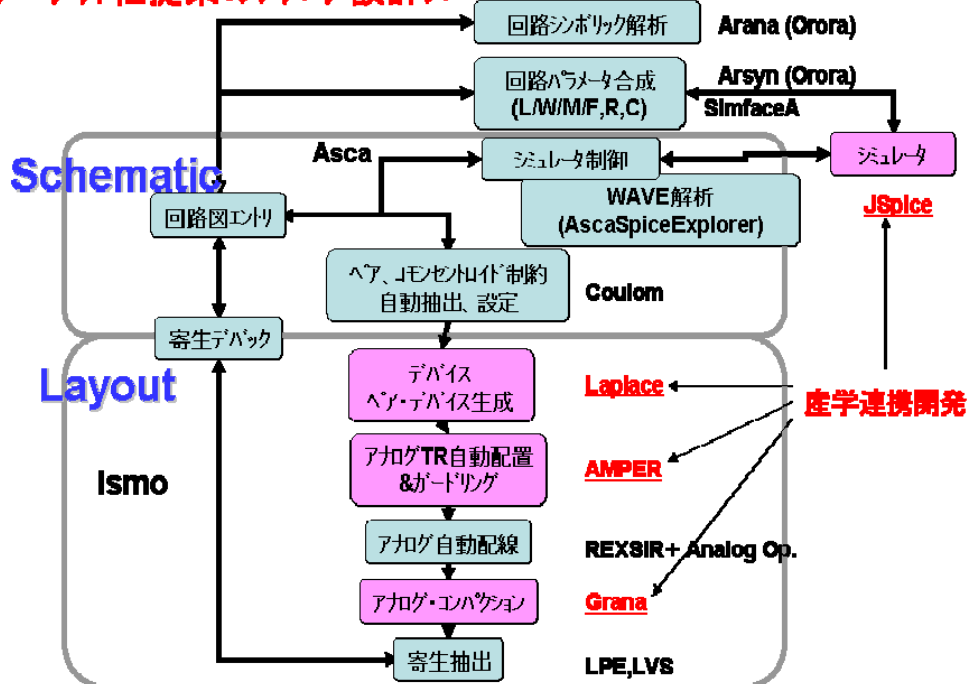 回路シンボリック解析
Arana (Orora)
回路パラメータ合成
(L/W/M/F,R,C)
Arsyn (Orora)
SimfaceA
Schematic
Asca
シミュレータ制御
シミュレータ
WAVE解析
(AscaSpiceExplorer)
JSpice
回路図エントリ
ペア、コモンセントロイド制約
自動抽出、設定
Coulom
寄生デバック
Layout
デバイス
ペア・デバイス生成
Laplace
産学連携開発
Ismo
アナログTR自動配置
&ガードリング
AMPER
アナログ自動配線
REXSIR+ Analog Op.
アナログ・コンパクション
Grana
寄生抽出
LPE,LVS